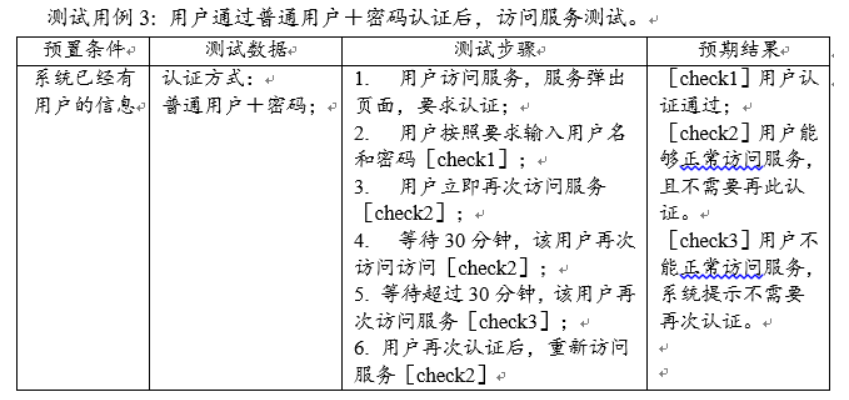 测试用例 3：用户通过普通用户＋密码认证后，访问服务测试。
预置条件
测试数据
测试步骤
预期结果
系统已经有
用户的信息
认证方式：
普通用户＋密码；
1. 用户访问服务，服务弹出
页面，要求认证；
2. 用户按照要求输入用户名
和密码［check1］；
3. 用户立即再次访问服务
［check2］；
4. 等待 30 分钟，该用户再次
访问访问［check2］；
5. 等待超过 30 分钟，该用户再
次访问服务［check3］；
6. 用户再次认证后，重新访问
服务［check2］
［check1］用户认
证通过；
［check2］用户能
够正常访问服务，
且不需要再此认
证。
［check3］用户不
能正常访问服务，
系统提示不需要
再次认证。